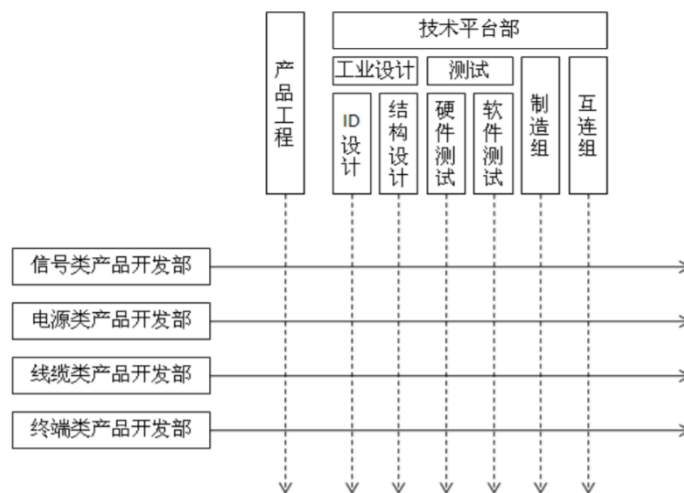 技术平台部
产品工程
工业设计
测试
ID设计
结构设计
硬件测试
软件测试
制造组
互连组
信号类产品开发部
电源类产品开发部
线缆类产品开发部
终端类产品开发部